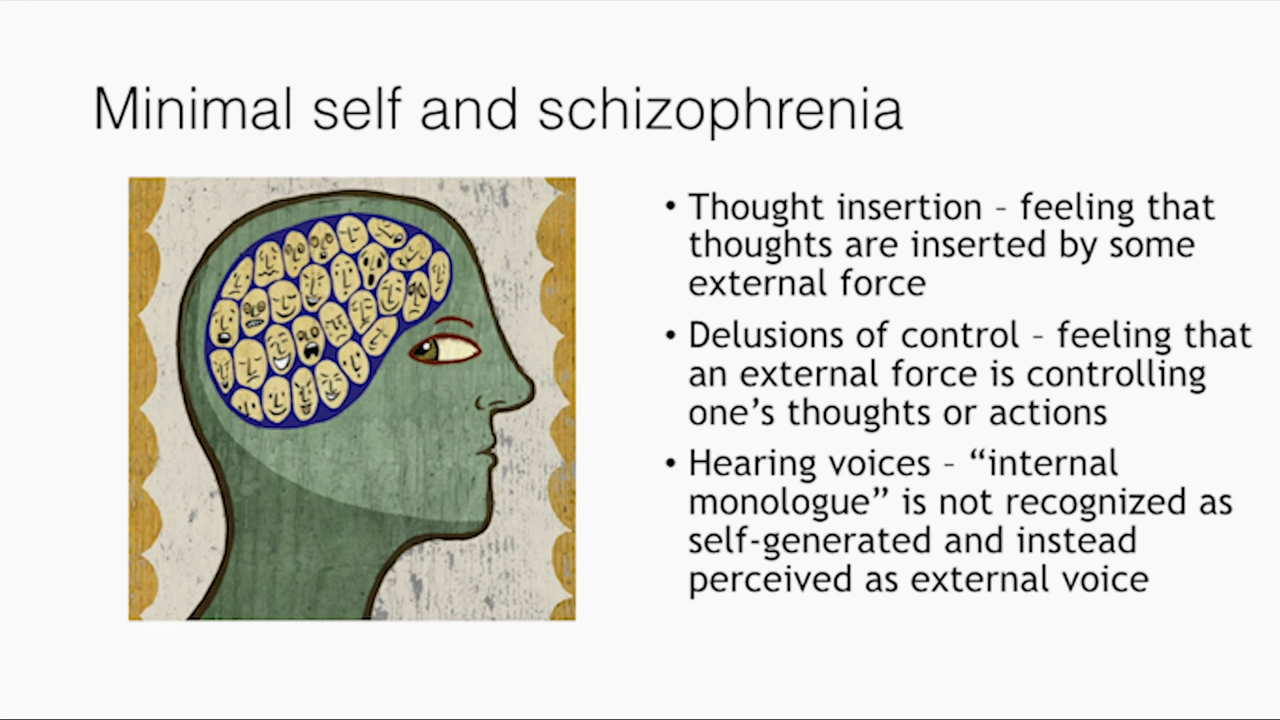 Minimal self and schizophrenia
• Thought insertion – feeling that
thoughts are inserted by some
external force
• Delusions of control – feeling that
an external force is controlling
one’s thoughts or actions
• Hearing voices – “internal
monologue” is not recognized as
self-generated and instead
perceived as external voice